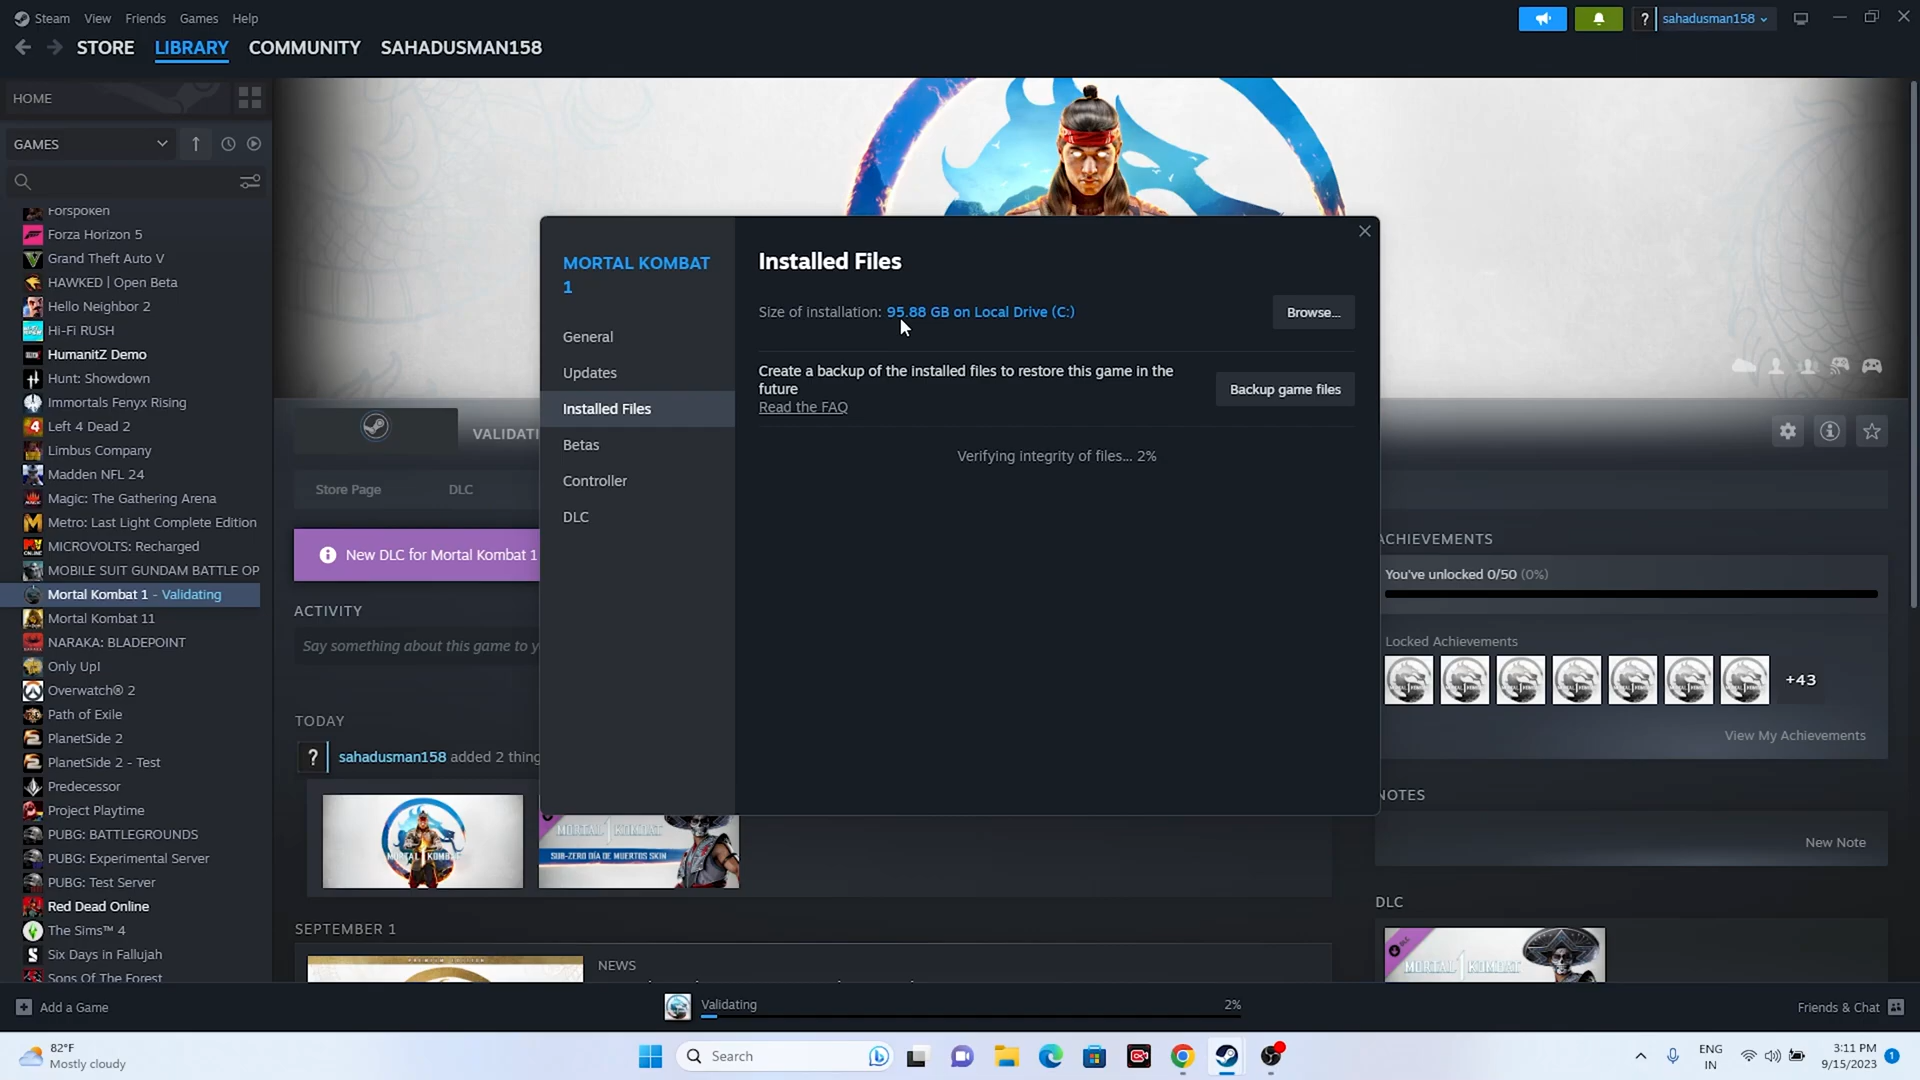 Steam View Friends Games Help
sahadusman158
STORE LIBRARY COMMUNITY SAHADUSMAN158
HOME
GAMES
Forspoken
Forza Horizon 5
Grand Theft Auto V
HAWKED | Open Beta
Hello Neighbor 2
Hi-Fi RUSH
HumanitZ Demo
Hunt: Showdown
Immortals Fenyx Rising
Left 4 Dead 2
Limbus Company
Madden NFL 24
Magic: The Gathering Arena
Metro: Last Light Complete Edition
MICROVOLTS: Recharged
MOBILE SUIT GUNDAM BATTLE OP
Mortal Kombat 1 - Validating
Mortal Kombat 11
NARAKA: BLADEPOINT
Only Up!
Overwatch® 2
Path of Exile
PlanetSide 2
PlanetSide 2 - Test
Predecessor
Project Playtime
PUBG: BATTLEGROUNDS
PUBG: Experimental Server
PUBG: Test Server
Red Dead Online
The Sims™ 4
Six Days in Fallujah
Sons Of The Forest
MORTAL KOMBAT
1
General
Updates
Installed Files
Betas
Controller
DLC
Installed Files
Size of installation: 95.88 GB on Local Drive (C:)
Browse...
Create a backup of the installed files to restore this game in the
future
Read the FAQ
Backup game files
Verifying integrity of files... 2%
VALIDATI
Store Page DLC
New DLC for Mortal Kombat 1
ACTIVITY
Say something about this game to y
TODAY
? sahadusman158 added 2 thing
MORTAL KOMBAT
MORTAL KOMBAT
SUB-ZERO DÍA DE MUERTOS SKIN
SEPTEMBER 1
PREMIUM EDITION
NEWS
ACHIEVEMENTS
You've unlocked 0/50 (0%)
Locked Achievements
+43
View My Achievements
NOTES
New Note
DLC
DLC
MORTAL KOMBAT
Add a Game
Validating 2%
Friends & Chat
82°F
Mostly cloudy
Search
ENG
IN
3:11 PM
9/15/2023
1